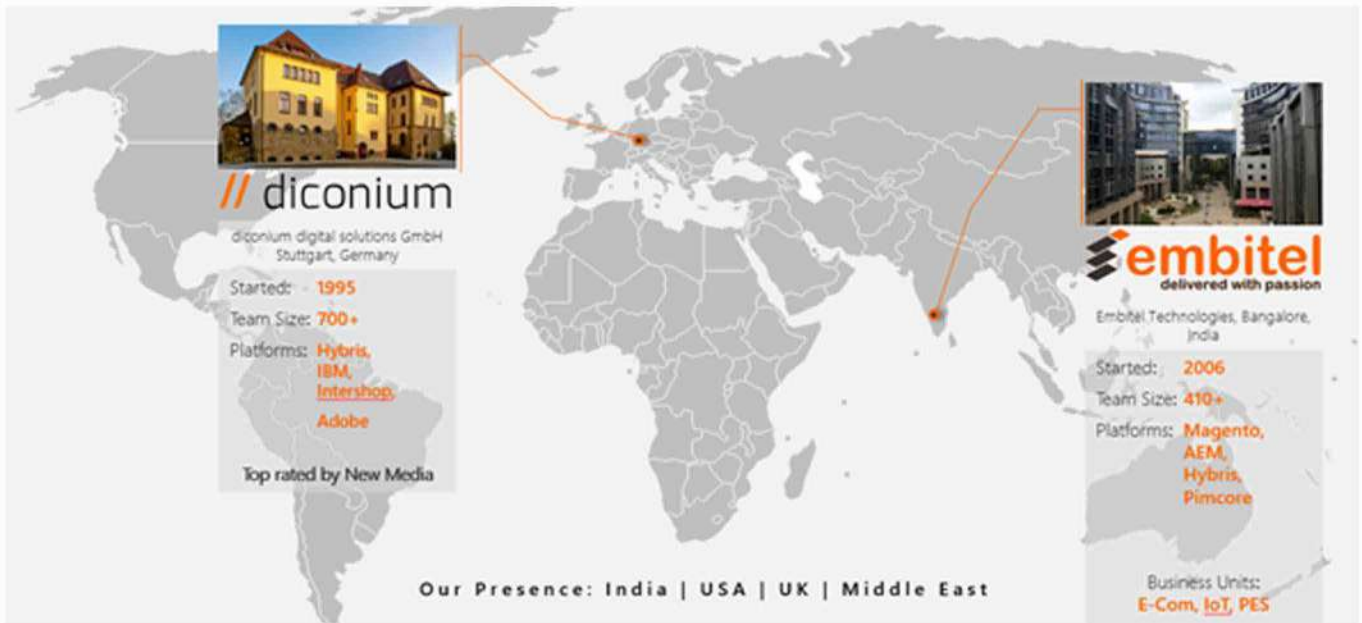 // diconium
diconium digital solutions GmbH
Stuttgart, Germany
Started: 1995
Team Size: 700+
Platforms: Hybris,
IBM,
Intershop,
Adobe
Top rated by New Media
embitel
delivered with passion
Embitel Technologies, Bangalore,
India
Started: 2006
Team Size: 410+
Platforms: Magento,
AEM,
Hybris,
Pimcore
Business Units:
E-Com, IoT, PES
Our Presence: India | USA | UK | Middle East